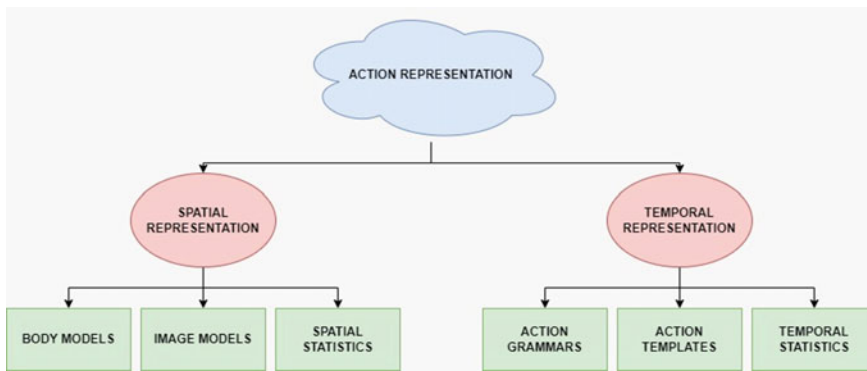 ACTION REPRESENTATION
SPATIAL
REPRESENTATION
TEMPORAL
REPRESENTATION
BODY MODELS
IMAGE MODELS
SPATIAL
STATISTICS
ACTION
GRAMMARS
ACTION
TEMPLATES
TEMPORAL
STATISTICS